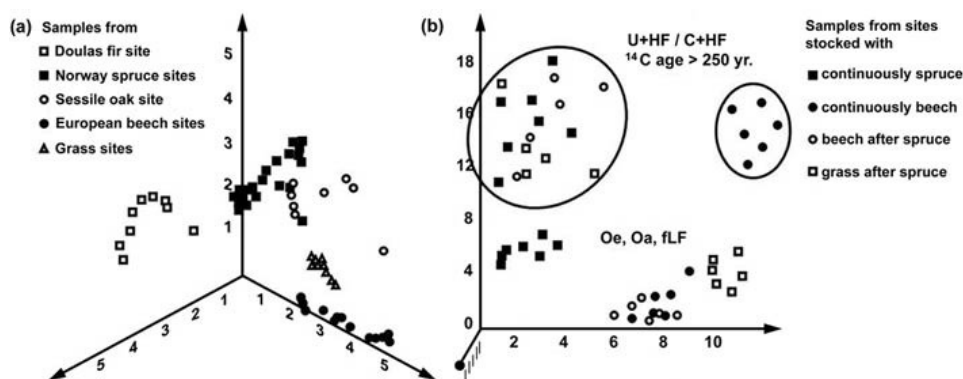 (a)
Samples from
Doulas fir site
Norway spruce sites
Sessile oak site
European beech sites
Grass sites
5
4
3
2
1
1
2
3
4
5
1
2
3
4
5
(b)
U+HF / C+HF
14C age > 250 yr.
Oe, Oa, fLF
18
16
12
8
4
0
2
4
6
8
10
Samples from sites
stocked with
continuously spruce
continuously beech
beech after spruce
grass after spruce